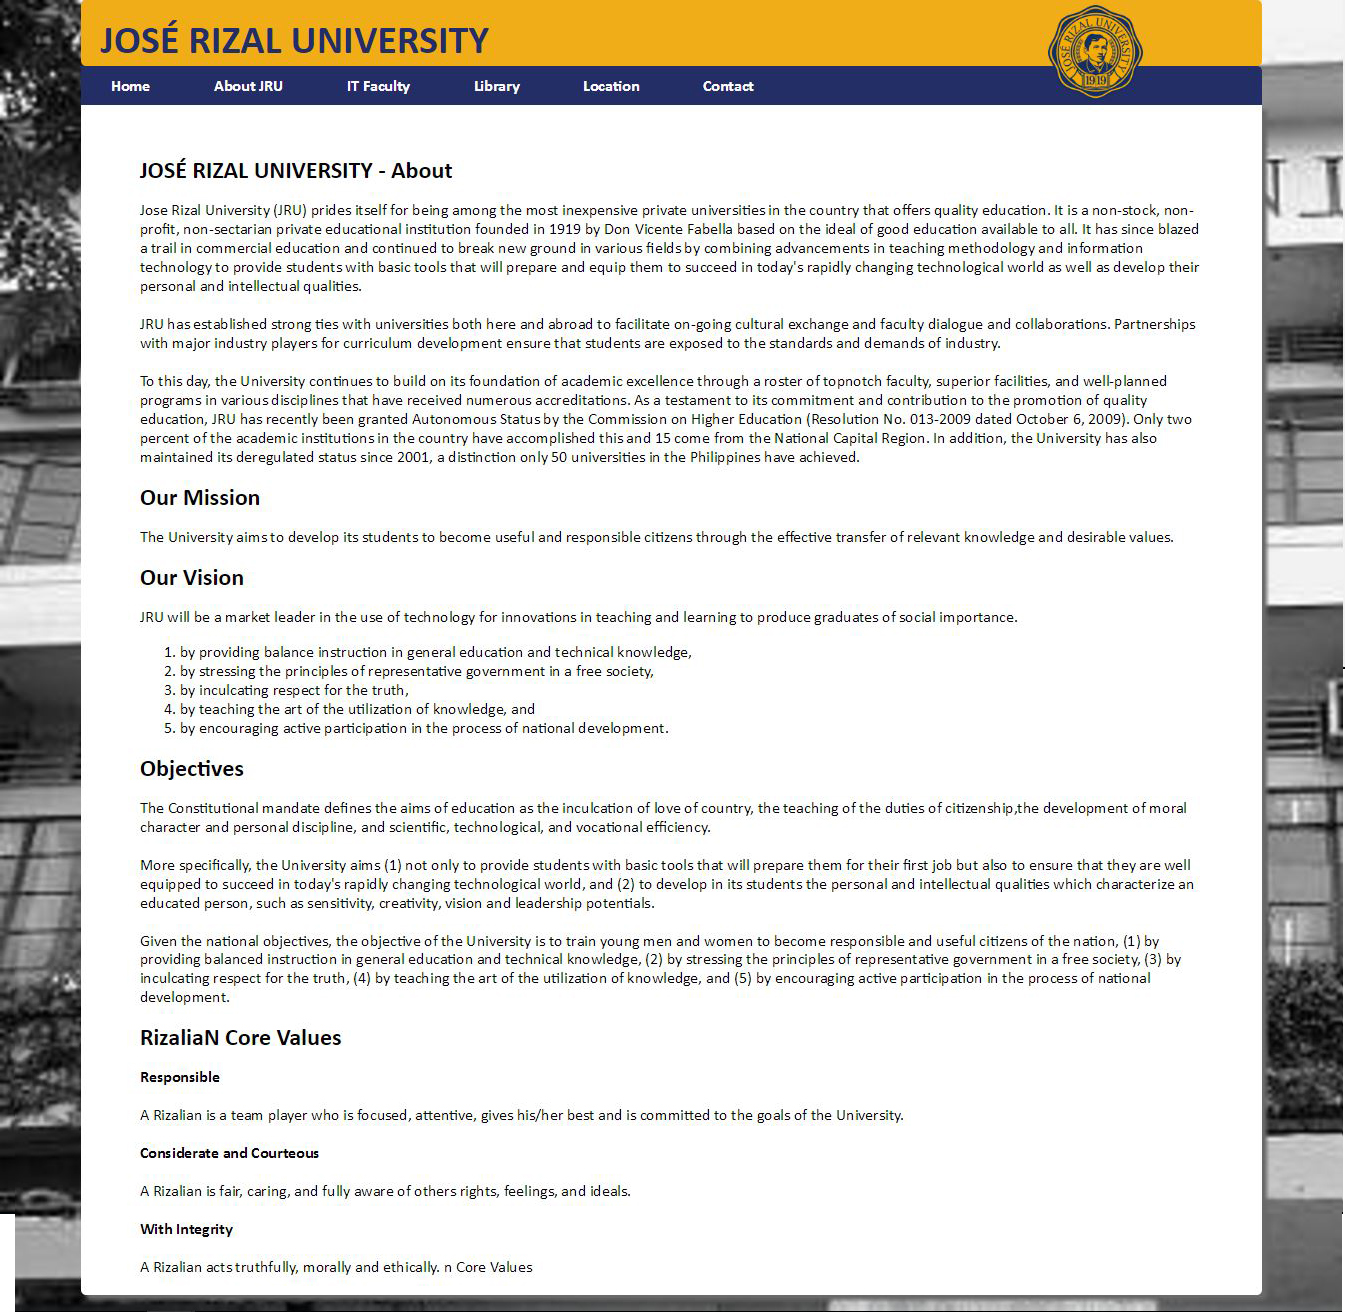 JOSÉ RIZAL UNIVERSITY
JOSÉ RIZAL UNIVERSITY
1919
Home About JRU IT Faculty Library Location Contact
JOSÉ RIZAL UNIVERSITY - About
Jose Rizal University (JRU) prides itself for being among the most inexpensive private universities in the country that offers quality education. It is a non-stock, non-
profit, non-sectarian private educational institution founded in 1919 by Don Vicente Fabella based on the ideal of good education available to all. It has since blazed
a trail in commercial education and continued to break new ground in various fields by combining advancements in teaching methodology and information
technology to provide students with basic tools that will prepare and equip them to succeed in today's rapidly changing technological world as well as develop their
personal and intellectual qualities.
JRU has established strong ties with universities both here and abroad to facilitate on-going cultural exchange and faculty dialogue and collaborations. Partnerships
with major industry players for curriculum development ensure that students are exposed to the standards and demands of industry.
To this day, the University continues to build on its foundation of academic excellence through a roster of topnotch faculty, superior facilities, and well-planned
programs in various disciplines that have received numerous accreditations. As a testament to its commitment and contribution to the promotion of quality
education, JRU has recently been granted Autonomous Status by the Commission on Higher Education (Resolution No. 013-2009 dated October 6, 2009). Only two
percent of the academic institutions in the country have accomplished this and 15 come from the National Capital Region. In addition, the University has also
maintained its deregulated status since 2001, a distinction only 50 universities in the Philippines have achieved.
Our Mission
The University aims to develop its students to become useful and responsible citizens through the effective transfer of relevant knowledge and desirable values.
Our Vision
JRU will be a market leader in the use of technology for innovations in teaching and learning to produce graduates of social importance.
1. by providing balance instruction in general education and technical knowledge,
2. by stressing the principles of representative government in a free society,
3. by inculcating respect for the truth,
4. by teaching the art of the utilization of knowledge, and
5. by encouraging active participation in the process of national development.
Objectives
The Constitutional mandate defines the aims of education as the inculcation of love of country, the teaching of the duties of citizenship,the development of moral
character and personal discipline, and scientific, technological, and vocational efficiency.
More specifically, the University aims (1) not only to provide students with basic tools that will prepare them for their first job but also to ensure that they are well
equipped to succeed in today's rapidly changing technological world, and (2) to develop in its students the personal and intellectual qualities which characterize an
educated person, such as sensitivity, creativity, vision and leadership potentials.
Given the national objectives, the objective of the University is to train young men and women to become responsible and useful citizens of the nation, (1) by
providing balanced instruction in general education and technical knowledge, (2) by stressing the principles of representative government in a free society, (3) by
inculcating respect for the truth, (4) by teaching the art of the utilization of knowledge, and (5) by encouraging active participation in the process of national
development.
RizaliaN Core Values
Responsible
A Rizalian is a team player who is focused, attentive, gives his/her best and is committed to the goals of the University.
Considerate and Courteous
A Rizalian is fair, caring, and fully aware of others rights, feelings, and ideals.
With Integrity
A Rizalian acts truthfully, morally and ethically. n Core Values